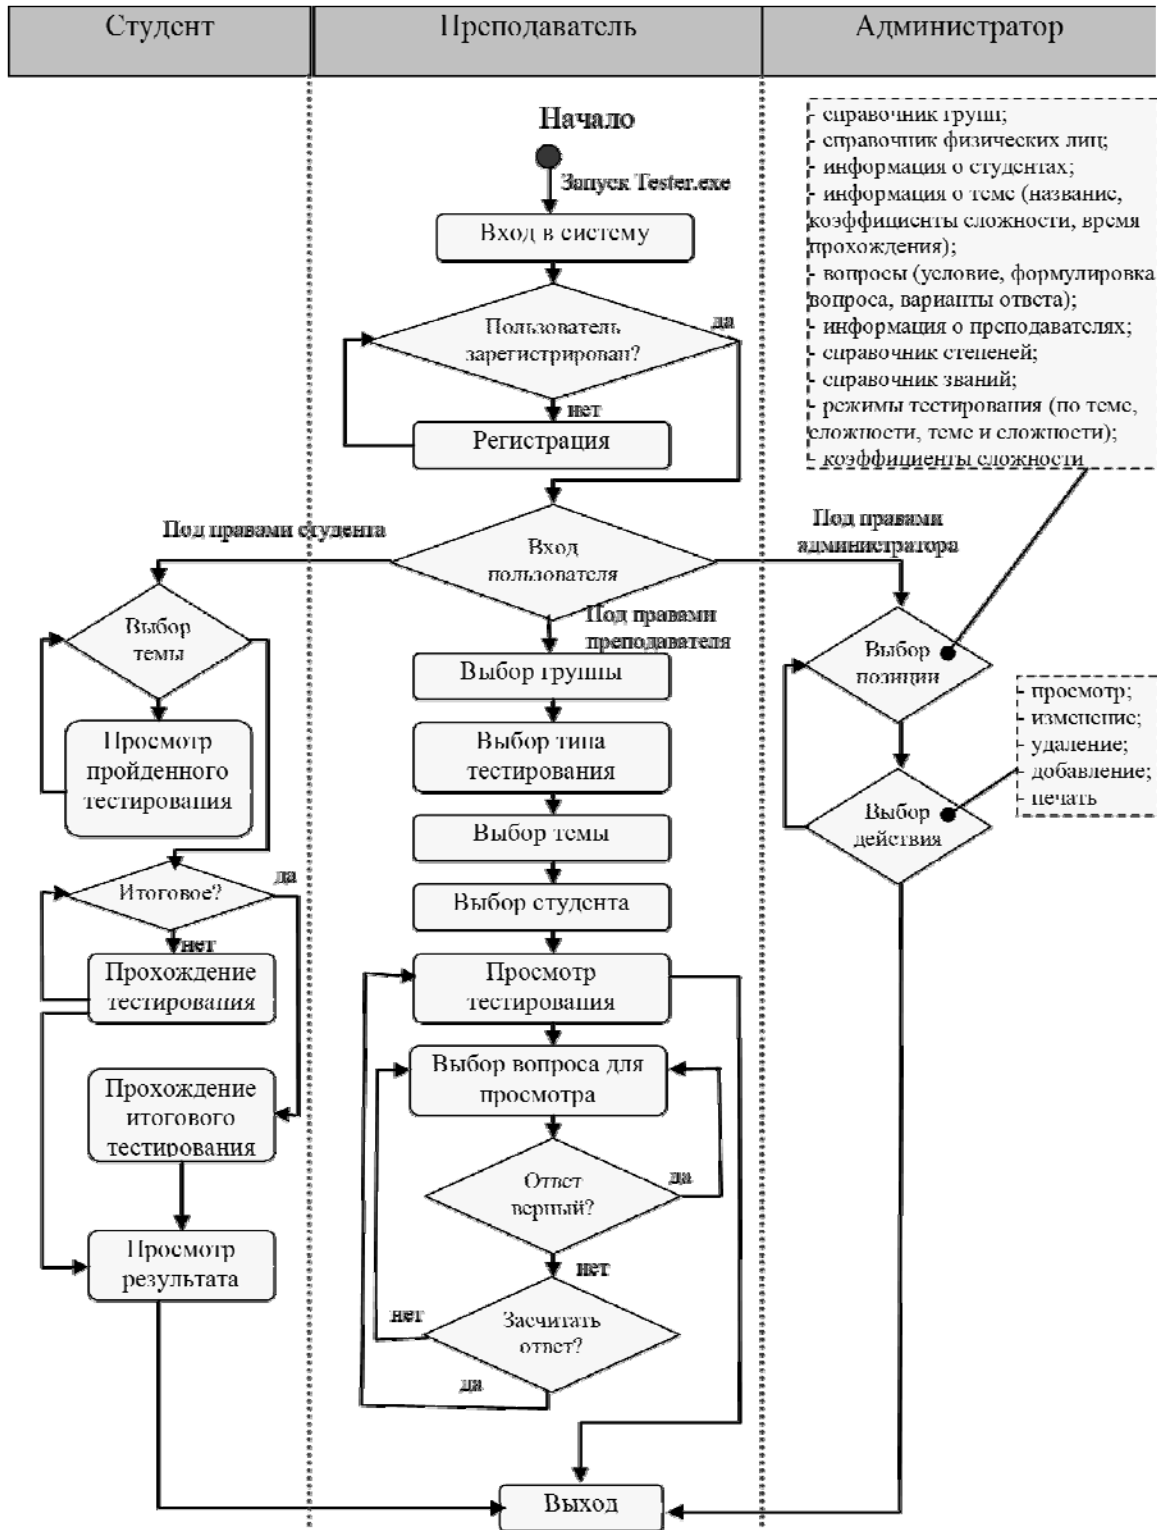 Студент
Преподаватель
Администратор
Начало
Запуск Tester.exe
Вход в систему
Пользователь
зарегистрирован?
да
нет
Регистрация
- справочник групп;
- справочник физических лиц;
- информация о студентах;
- информация о теме (название,
коэффициенты сложности, время
прохождения);
- вопросы (условие, формулировка
вопроса, варианты ответа);
- информация о преподавателях;
- справочник степеней;
- справочник званий;
- режимы тестирования (по теме,
сложности, теме и сложности);
- коэффициенты сложности
Под правами студента
Вход
пользователя
Под правами
администратора
Под правами
преподавателя
Выбор
темы
Просмотр
пройденного
тестирования
Итоговое?
да
нет
Прохождение
тестирования
Прохождение
итогового
тестирования
Просмотр
результата
Выбор группы
Выбор типа
тестирования
Выбор темы
Выбор студента
Просмотр
тестирования
Выбор вопроса для
просмотра
Ответ
верный?
да
нет
Засчитать
ответ?
нет
да
Выбор
позиции
- просмотр;
- изменение;
- удаление;
- добавление;
- печать
Выбор
действия
Выход